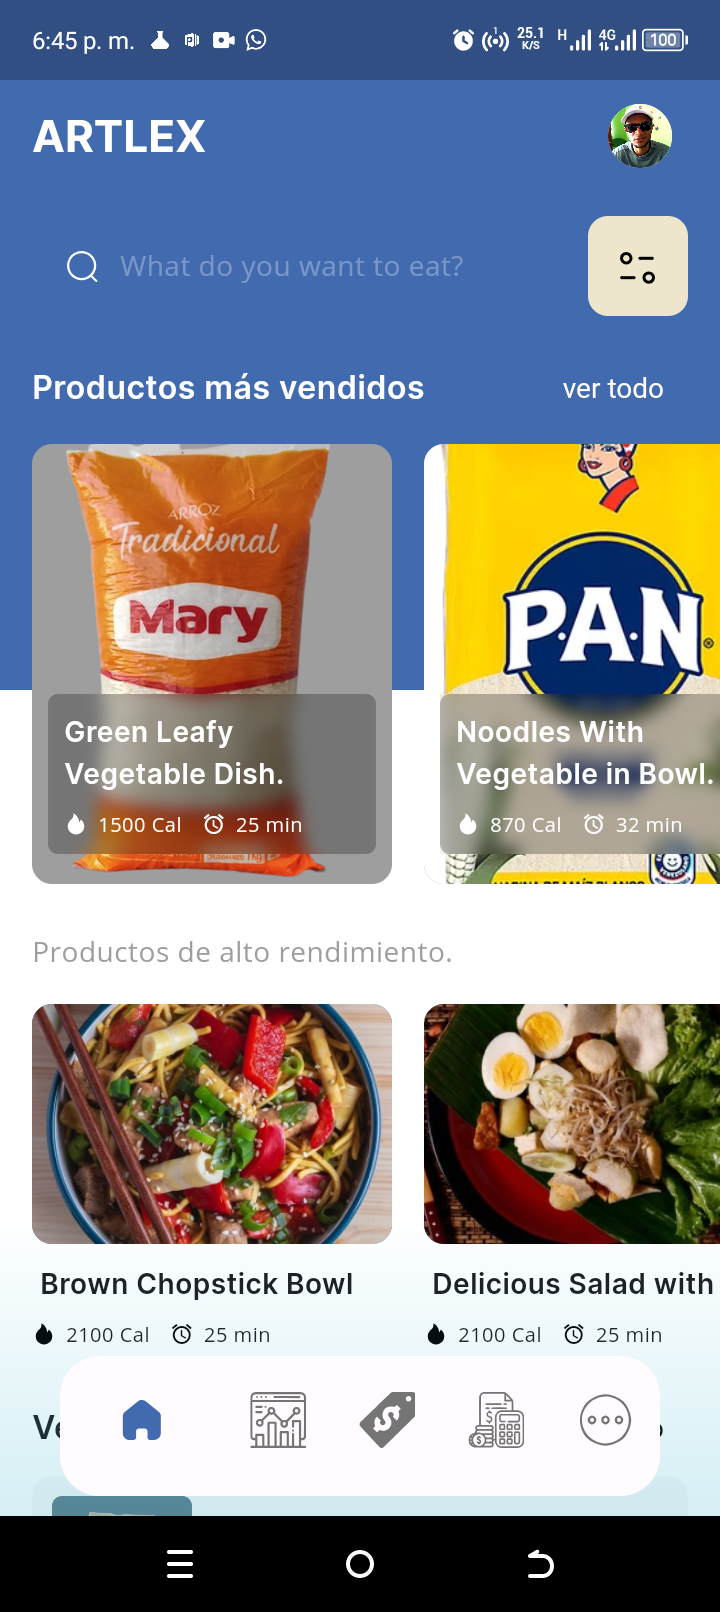 6:45 p. m.
1
25.1
K/S
H
4G
100
ARTLEX
What do you want to eat?
Productos más vendidos
ver todo
ARROZ
Tradicional
Mary
P.A.N
®
Green Leafy
Vegetable Dish.
1500 Cal
25 min
Noodles With
Vegetable in Bowl.
870 Cal
32 min
Productos de alto rendimiento.
Brown Chopstick Bowl
2100 Cal
25 min
Delicious Salad with
2100 Cal
25 min